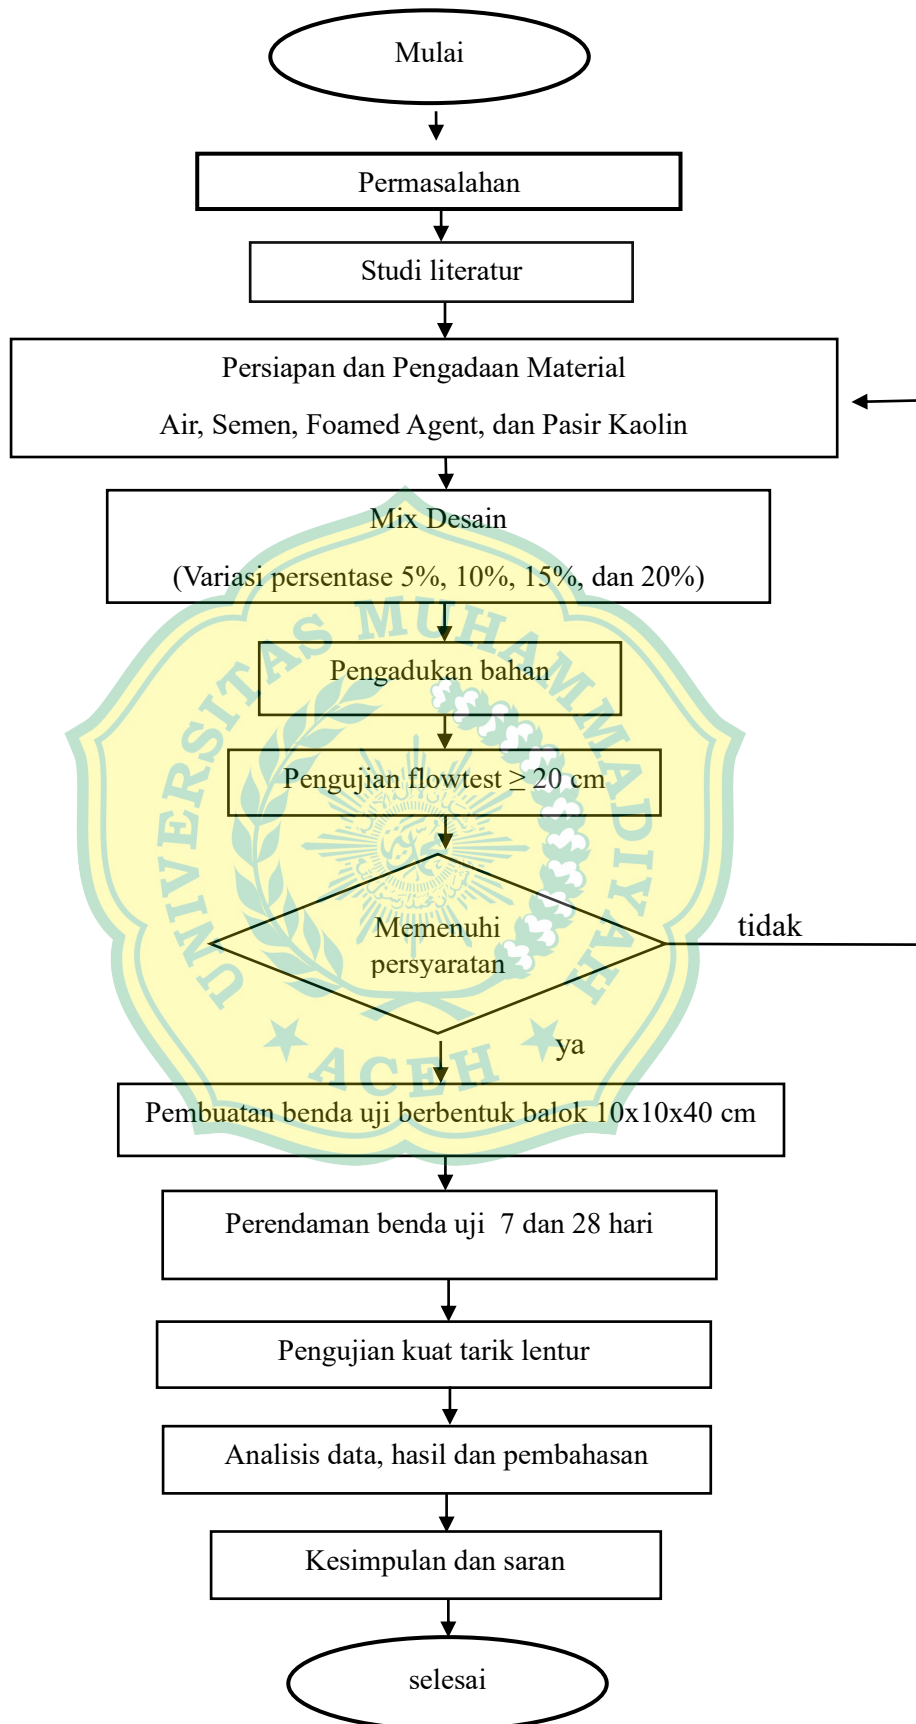 Mulai
Permasalahan
Studi literatur
Persiapan dan Pengadaan Material
Air, Semen, Foamed Agent, dan Pasir Kaolin
Mix Desain
(Variasi persentase 5%, 10%, 15%, dan 20%)
Pengadukan bahan
Pengujian flowtest ≥ 20 cm
Memenuhi
persyaratan
tidak
ya
Pembuatan benda uji berbentuk balok 10x10x40 cm
Perendaman benda uji  7 dan 28 hari
Pengujian kuat tarik lentur
Analisis data, hasil dan pembahasan
Kesimpulan dan saran
selesai
UNIVERSITAS MUHAMMADIYAH
ACEH